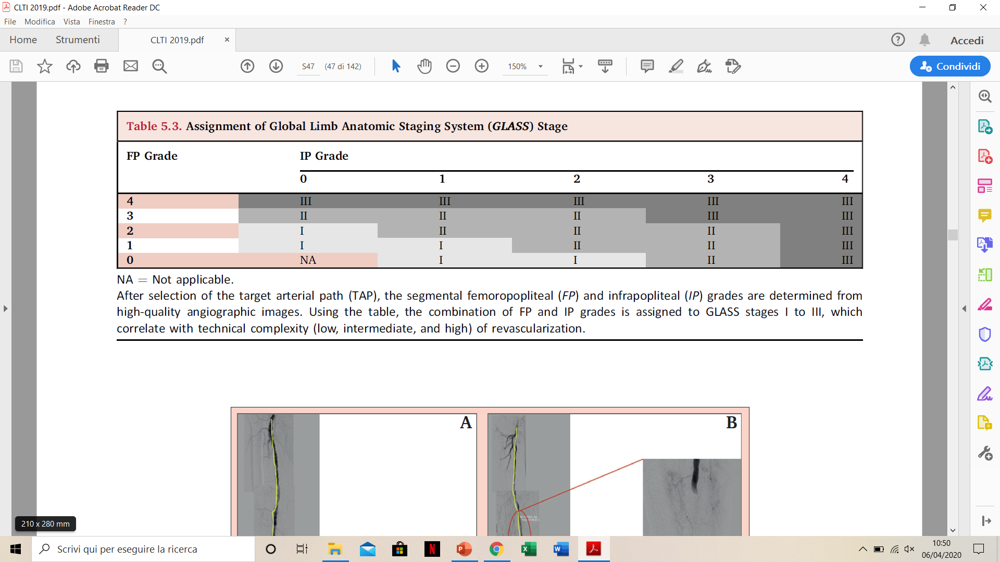 CLTI 2019.pdf - Adobe Acrobat Reader DC
File Modifica Vista Finestra ?
Home Strumenti CLTI 2019.pdf × Accedi
S47 (47 di 142) 150% Condividi
Table 5.3. Assignment of Global Limb Anatomic Staging System (GLASS) Stage
FP Grade IP Grade
0 1 2 3 4
4 III III III III III
3 II II II III III
2 I II II II III
1 I I II II III
0 NA I I II III
NA = Not applicable.
After selection of the target arterial path (TAP), the segmental femoropopliteal (FP) and infrapopliteal (IP) grades are determined from
high-quality angiographic images. Using the table, the combination of FP and IP grades is assigned to GLASS stages I to III, which
correlate with technical complexity (low, intermediate, and high) of revascularization.
A B
210 x 280 mm
Scrivi qui per eseguire la ricerca
10:50
06/04/2020